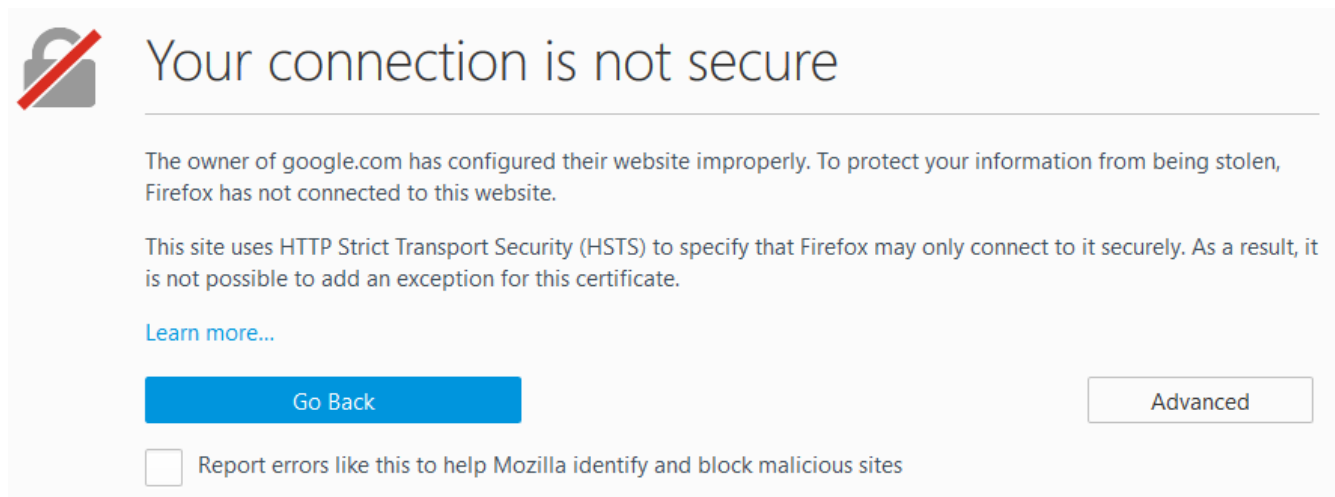 Your connection is not secure
The owner of google.com has configured their website improperly. To protect your information from being stolen,
Firefox has not connected to this website.
This site uses HTTP Strict Transport Security (HSTS) to specify that Firefox may only connect to it securely. As a result, it
is not possible to add an exception for this certificate.
Learn more...
Go Back
Advanced
Report errors like this to help Mozilla identify and block malicious sites